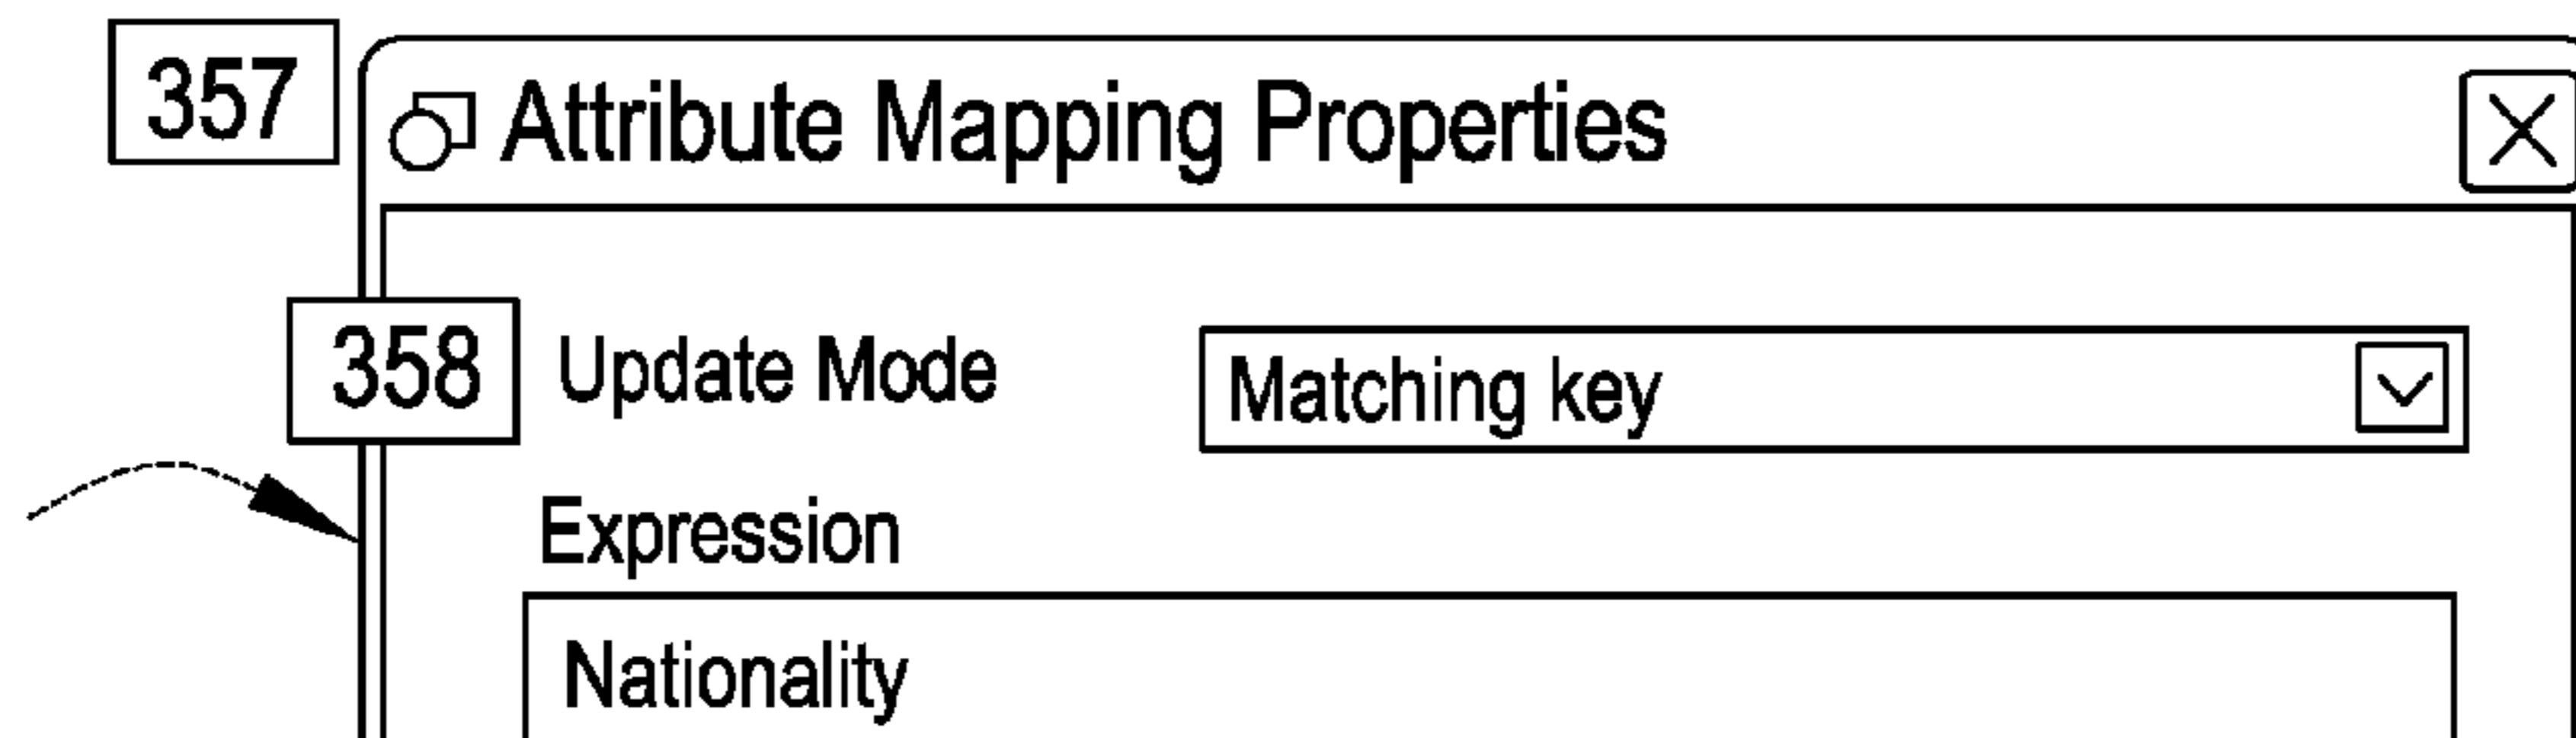 357
Attribute Mapping Properties
358
Update Mode
Matching key
Expression
Nationality